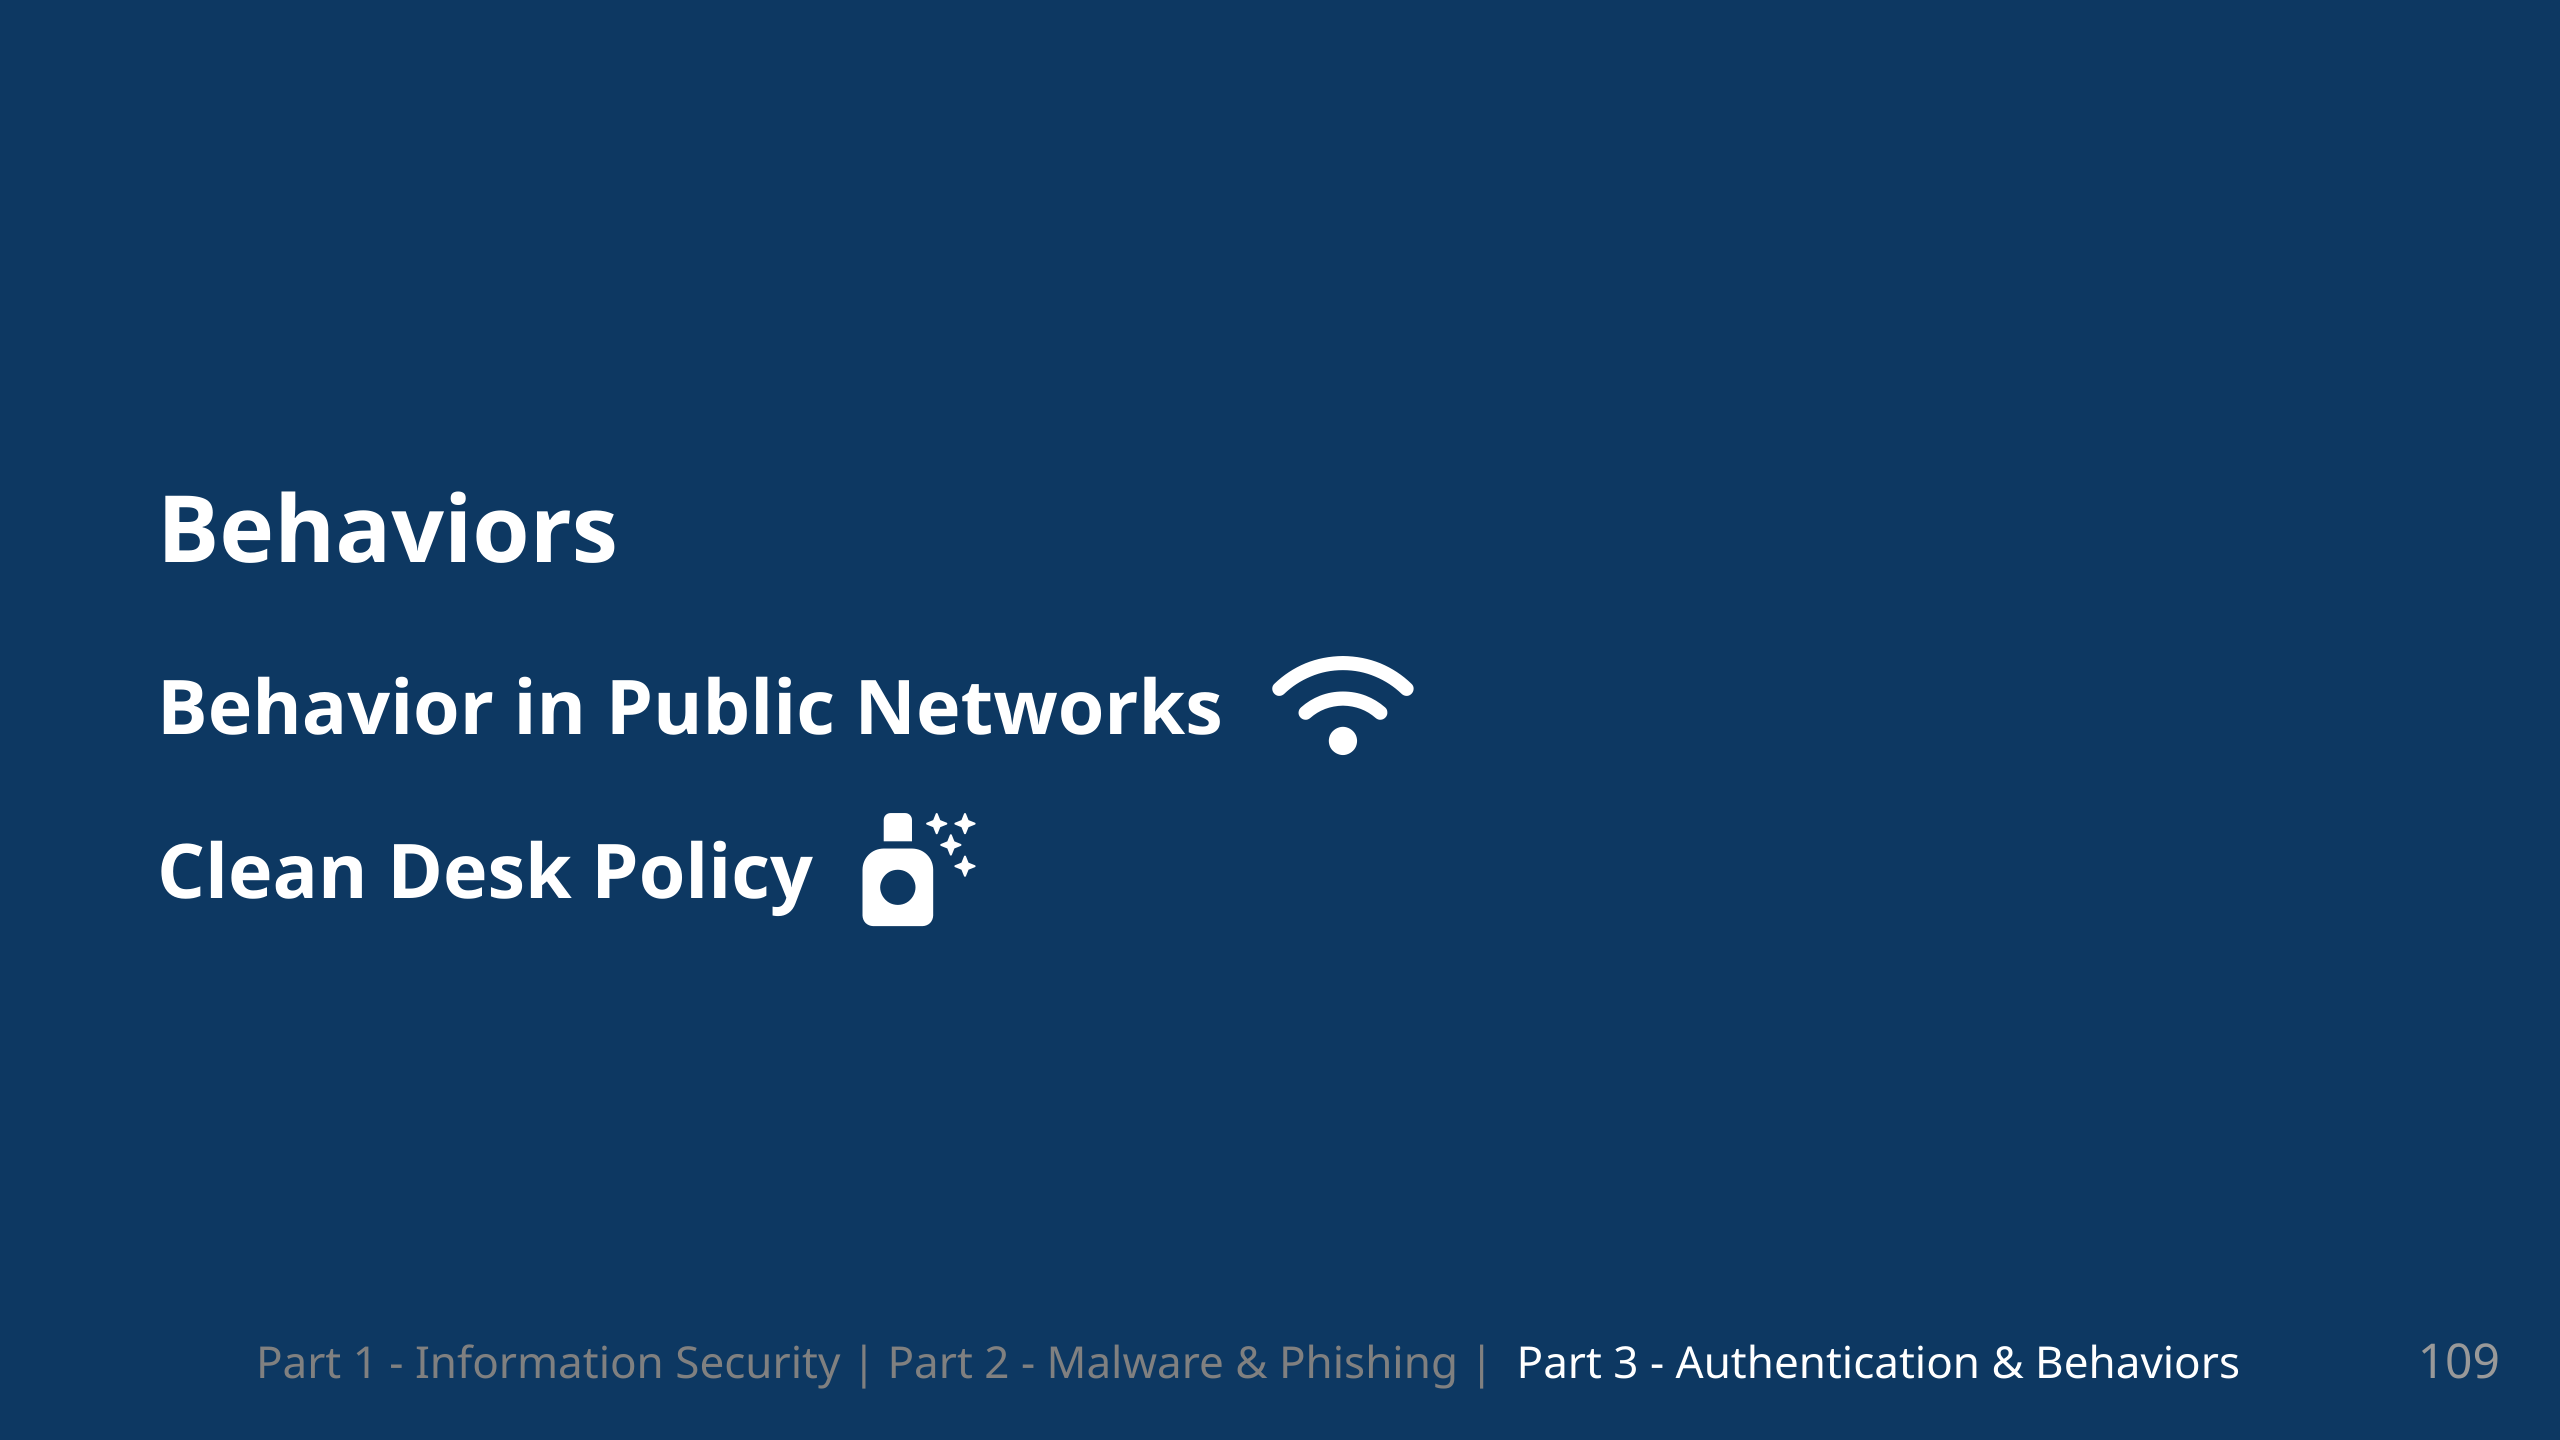 Behaviors
Behavior in Public Networks
Clean Desk Policy
Part 1 - Information Security | Part 2 - Malware & Phishing | Part 3 - Authentication & Behaviors 109